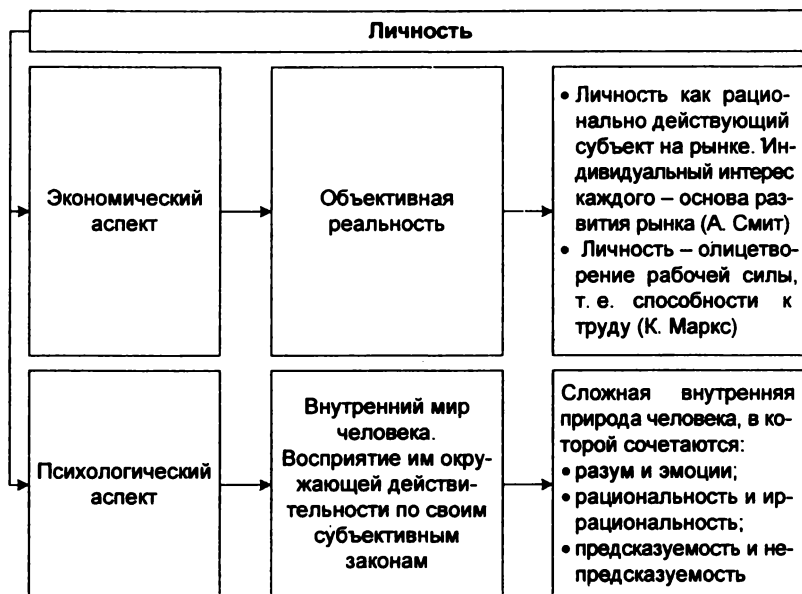 Личность
Экономический
аспект
Объективная
реальность
• Личность как рацио-
нально действующий
субъект на рынке. Ин-
дивидуальный интерес
каждого – основа раз-
вития рынка (А. Смит)
• Личность – олицетво-
рение рабочей силы,
т. е. способности к
труду (К. Маркс)
Психологический
аспект
Внутренний мир
человека.
Восприятие им окру-
жающей действи-
тельности по своим
субъективным
законам
Сложная внутренняя
природа человека, в ко-
торой сочетаются:
• разум и эмоции;
• рациональность и ир-
рациональность;
• предсказуемость и не-
предсказуемость